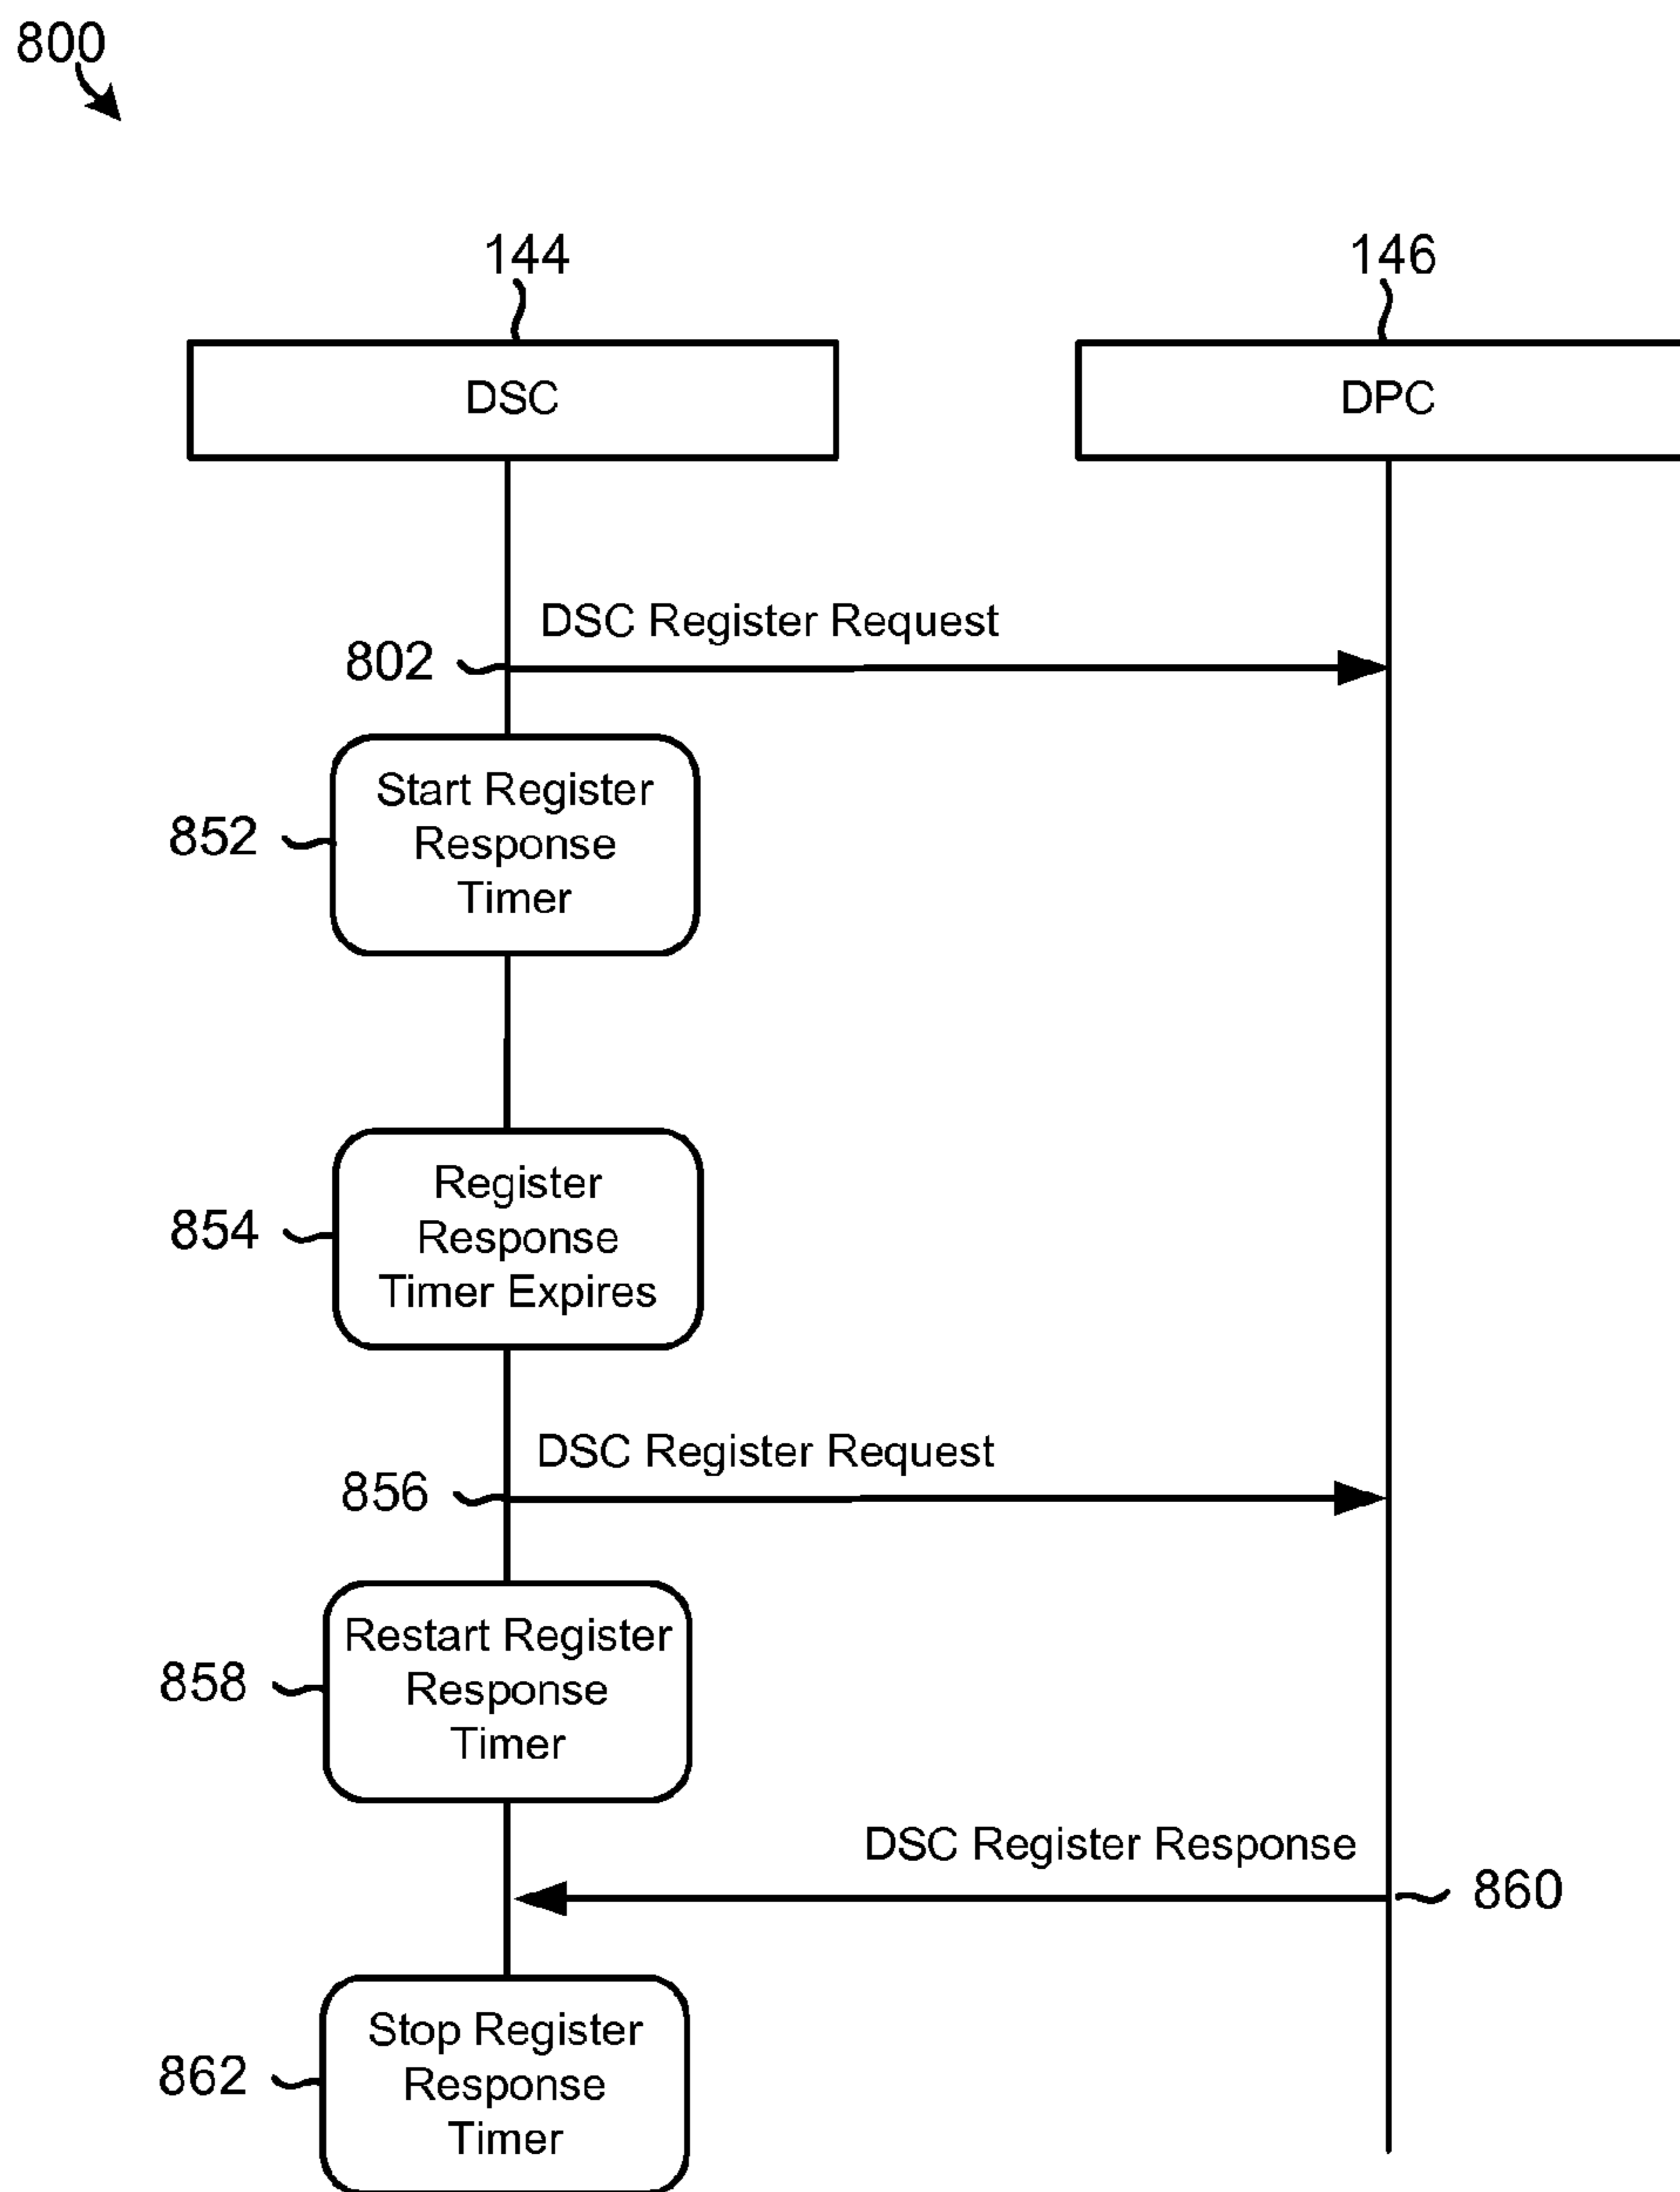 800
144
146
DSC
DPC
DSC Register Request
802
Start Register
Response
Timer
852
Register
Response
Timer Expires
854
DSC Register Request
856
Restart Register
Response
Timer
858
DSC Register Response
860
Stop Register
Response
Timer
862